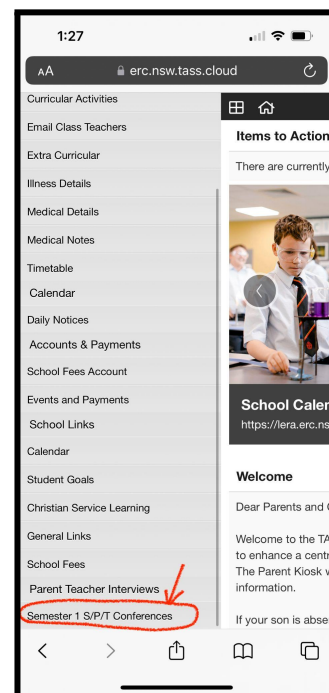 1:27
AA erc.nsw.tass.cloud
Curricular Activities
Email Class Teachers
Extra Curricular
Illness Details
Medical Details
Medical Notes
Timetable
Calendar
Daily Notices
Accounts & Payments
School Fees Account
Events and Payments
School Links
Calendar
Student Goals
Christian Service Learning
General Links
School Fees
Parent Teacher Interviews
Semester 1 S/P/T Conferences
Items to Action
There are currently
School Calen
https://lera.erc.ns
Welcome
Dear Parents and C
Welcome to the TA
to enhance a centr
The Parent Kiosk w
information.
If your son is abse